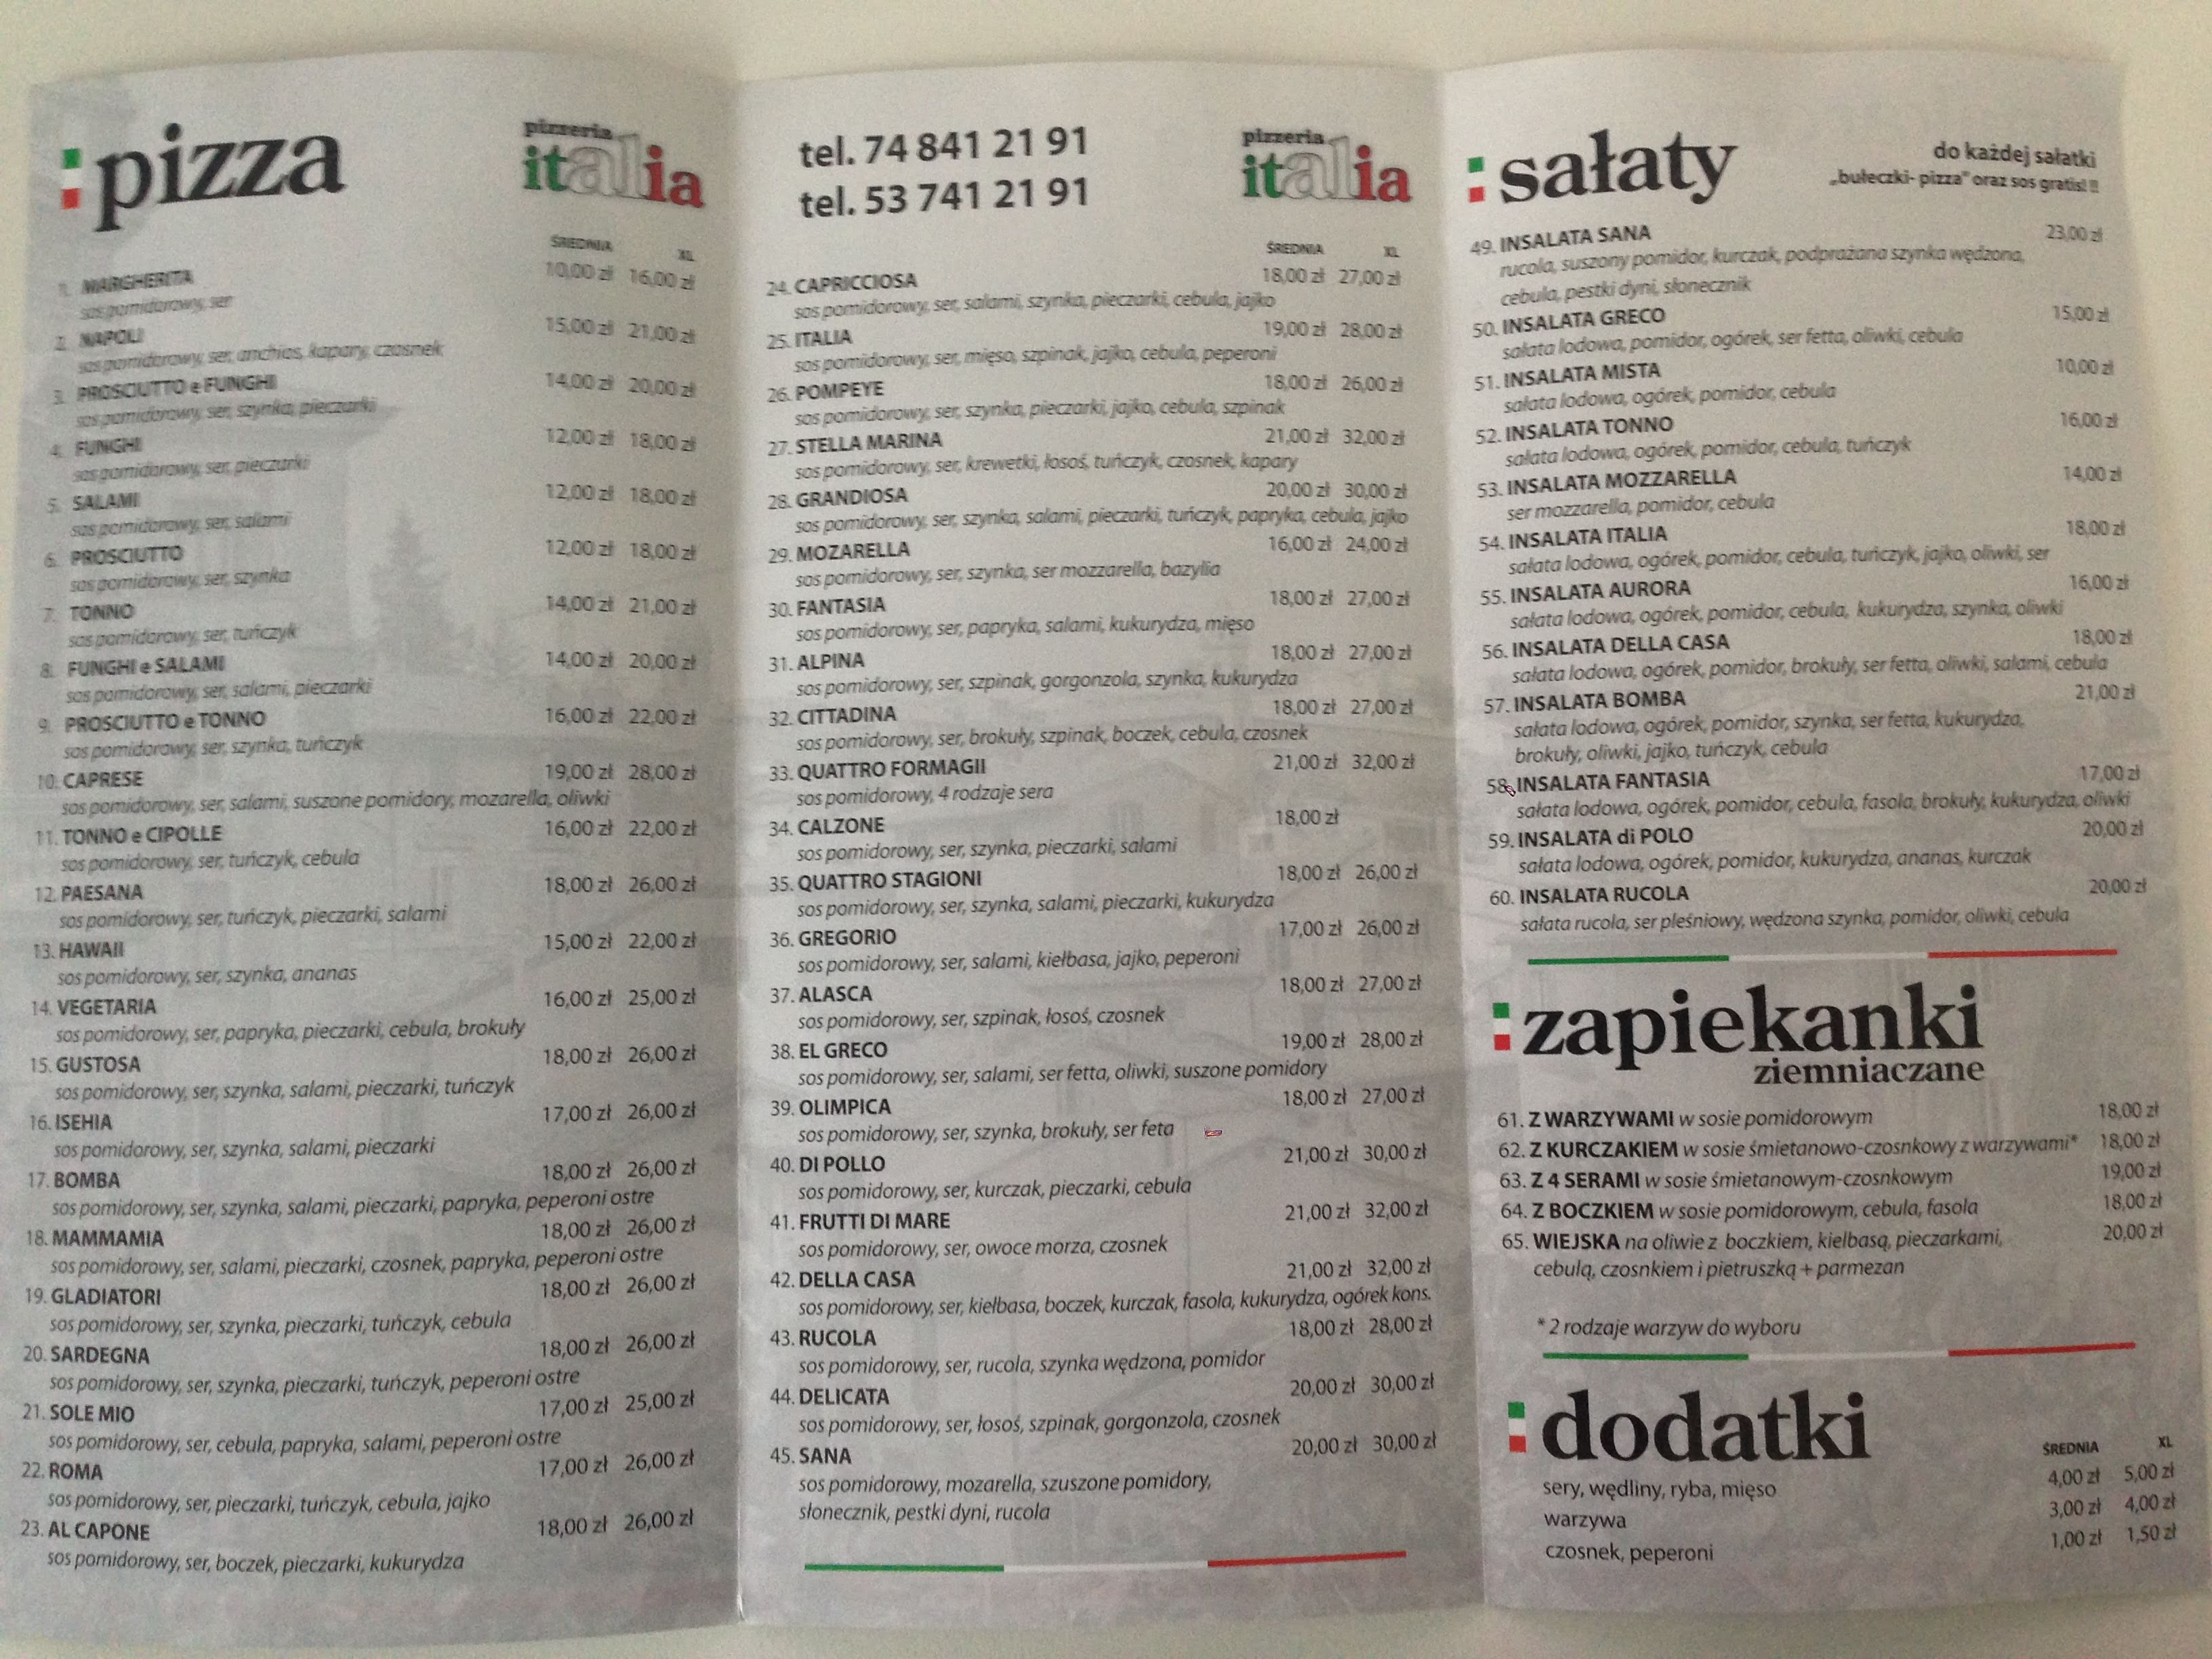 pizza
pizzeria
italia
ŚREDNIA XL
1. MARGHERITA 10,00 zł 16,00 zł
sos pomidorowy, ser
2. NAPOLI 15,00 zł 21,00 zł
sos pomidorowy, ser, anchios, kapary, czosnek
3. PROSCIUTTO e FUNGHI 14,00 zł 20,00 zł
sos pomidorowy, ser, szynka, pieczarki
4. FUNGHI 12,00 zł 18,00 zł
sos pomidorowy, ser, pieczarki
5. SALAMI 12,00 zł 18,00 zł
sos pomidorowy, ser, salami
6. PROSCIUTTO 12,00 zł 18,00 zł
sos pomidorowy, ser, szynka
7. TONNO 14,00 zł 21,00 zł
sos pomidorowy, ser, tuńczyk
8. FUNGHI e SALAMI 14,00 zł 20,00 zł
sos pomidorowy, ser, salami, pieczarki
9. PROSCIUTTO e TONNO 16,00 zł 22,00 zł
sos pomidorowy, ser, szynka, tuńczyk
10. CAPRESE 19,00 zł 28,00 zł
sos pomidorowy, ser, salami, suszone pomidory, mozarella, oliwki
11. TONNO e CIPOLLE 16,00 zł 22,00 zł
sos pomidorowy, ser, tuńczyk, cebula
12. PAESANA 18,00 zł 26,00 zł
sos pomidorowy, ser, tuńczyk, pieczarki, salami
13. HAWAII 15,00 zł 22,00 zł
sos pomidorowy, ser, szynka, ananas
14. VEGETARIA 16,00 zł 25,00 zł
sos pomidorowy, ser, papryka, pieczarki, cebula, brokuły
15. GUSTOSA 18,00 zł 26,00 zł
sos pomidorowy, ser, szynka, salami, pieczarki, tuńczyk
16. ISEHIA 17,00 zł 26,00 zł
sos pomidorowy, ser, szynka, salami, pieczarki
17. BOMBA 18,00 zł 26,00 zł
sos pomidorowy, ser, szynka, salami, pieczarki, papryka, peperoni ostre
18. MAMMAMIA 18,00 zł 26,00 zł
sos pomidorowy, ser, salami, pieczarki, czosnek, papryka, peperoni ostre
19. GLADIATORI 18,00 zł 26,00 zł
sos pomidorowy, ser, szynka, pieczarki, tuńczyk, cebula
20. SARDEGNA 18,00 zł 26,00 zł
sos pomidorowy, ser, szynka, pieczarki, tuńczyk, peperoni ostre
21. SOLE MIO 17,00 zł 25,00 zł
sos pomidorowy, ser, cebula, papryka, salami, peperoni ostre
22. ROMA 17,00 zł 26,00 zł
sos pomidorowy, ser, pieczarki, tuńczyk, cebula, jajko
23. AL CAPONE 18,00 zł 26,00 zł
sos pomidorowy, ser, boczek, pieczarki, kukurydza
tel. 74 841 21 91
tel. 53 741 21 91
pizzeria
italia
ŚREDNIA XL
24. CAPRICCIOSA 18,00 zł 27,00 zł
sos pomidorowy, ser, salami, szynka, pieczarki, cebula, jajko
25. ITALIA 19,00 zł 28,00 zł
sos pomidorowy, ser, mięso, szpinak, jajko, cebula, peperoni
26. POMPEYE 18,00 zł 26,00 zł
sos pomidorowy, ser, szynka, pieczarki, jajko, cebula, szpinak
27. STELLA MARINA 21,00 zł 32,00 zł
sos pomidorowy, ser, krewetki, łosoś, tuńczyk, czosnek, kapary
28. GRANDIOSA 20,00 zł 30,00 zł
sos pomidorowy, ser, szynka, salami, pieczarki, tuńczyk, papryka, cebula, jajko
29. MOZARELLA 16,00 zł 24,00 zł
sos pomidorowy, ser, szynka, ser mozzarella, bazylia
30. FANTASIA 18,00 zł 27,00 zł
sos pomidorowy, ser, papryka, salami, kukurydza, mięso
31. ALPINA 18,00 zł 27,00 zł
sos pomidorowy, ser, szpinak, gorgonzola, szynka, kukurydza
32. CITTADINA 18,00 zł 27,00 zł
sos pomidorowy, ser, brokuły, szpinak, boczek, cebula, czosnek
33. QUATTRO FORMAGII 21,00 zł 32,00 zł
sos pomidorowy, 4 rodzaje sera
34. CALZONE 18,00 zł
sos pomidorowy, ser, szynka, pieczarki, salami
35. QUATTRO STAGIONI 18,00 zł 26,00 zł
sos pomidorowy, ser, szynka, salami, pieczarki, kukurydza
36. GREGORIO 17,00 zł 26,00 zł
sos pomidorowy, ser, salami, kiełbasa, jajko, peperoni
37. ALASCA 18,00 zł 27,00 zł
sos pomidorowy, ser, szpinak, łosoś, czosnek
38. EL GRECO 19,00 zł 28,00 zł
sos pomidorowy, ser, salami, ser fetta, oliwki, suszone pomidory
39. OLIMPICA 18,00 zł 27,00 zł
sos pomidorowy, ser, szynka, brokuły, ser feta
40. DI POLLO 21,00 zł 30,00 zł
sos pomidorowy, ser, kurczak, pieczarki, cebula
41. FRUTTI DI MARE 21,00 zł 32,00 zł
sos pomidorowy, ser, owoce morza, czosnek
42. DELLA CASA 21,00 zł 32,00 zł
sos pomidorowy, ser, kiełbasa, boczek, kurczak, fasola, kukurydza, ogórek kons.
43. RUCOLA 18,00 zł 28,00 zł
sos pomidorowy, ser, rucola, szynka wędzona, pomidor
44. DELICATA 20,00 zł 30,00 zł
sos pomidorowy, ser, łosoś, szpinak, gorgonzola, czosnek
45. SANA 20,00 zł 30,00 zł
sos pomidorowy, mozarella, szuszone pomidory,
słonecznik, pestki dyni, rucola
sałaty
do każdej sałatki
„bułeczki- pizza" oraz sos gratis! !!
49. INSALATA SANA 23,00 zł
rucola, suszony pomidor, kurczak, podprażana szynka wędzona,
cebula, pestki dyni, słonecznik
50. INSALATA GRECO 15,00 zł
sałata lodowa, pomidor, ogórek, ser fetta, oliwki, cebula
51. INSALATA MISTA 10,00 zł
sałata lodowa, ogórek, pomidor, cebula
52. INSALATA TONNO 16,00 zł
sałata lodowa, ogórek, pomidor, cebula, tuńczyk
53. INSALATA MOZZARELLA 14,00 zł
ser mozzarella, pomidor, cebula
54. INSALATA ITALIA 18,00 zł
sałata lodowa, ogórek, pomidor, cebula, tuńczyk, jajko, oliwki, ser
55. INSALATA AURORA 16,00 zł
sałata lodowa, ogórek, pomidor, cebula, kukurydza, szynka, oliwki
56. INSALATA DELLA CASA 18,00 zł
sałata lodowa, ogórek, pomidor, brokuły, ser fetta, oliwki, salami, cebula
57. INSALATA BOMBA 21,00 zł
sałata lodowa, ogórek, pomidor, szynka, ser fetta, kukurydza,
brokuły, oliwki, jajko, tuńczyk, cebula
58. INSALATA FANTASIA 17,00 zł
sałata lodowa, ogórek, pomidor, cebula, fasola, brokuły, kukurydza, oliwki
59. INSALATA di POLO 20,00 zł
sałata lodowa, ogórek, pomidor, kukurydza, ananas, kurczak
60. INSALATA RUCOLA 20,00 zł
sałata rucola, ser pleśniowy, wędzona szynka, pomidor, oliwki, cebula
zapiekanki
ziemniaczane
61. Z WARZYWAMI w sosie pomidorowym 18,00 zł
62. Z KURCZAKIEM w sosie śmietanowo-czosnkowy z warzywami* 18,00 zł
63. Z 4 SERAMI w sosie śmietanowym-czosnkowym 19,00 zł
64. Z BOCZKIEM w sosie pomidorowym, cebula, fasola 18,00 zł
65. WIEJSKA na oliwie z boczkiem, kielbasą, pieczarkami, 20,00 zł
cebulą, czosnkiem i pietruszką + parmezan
* 2 rodzaje warzyw do wyboru
dodatki
ŚREDNIA XL
sery, wędliny, ryba, mięso 4,00 zł 5,00 zł
warzywa 3,00 zł 4,00 zł
czosnek, peperoni 1,00 zł 1,50 zł